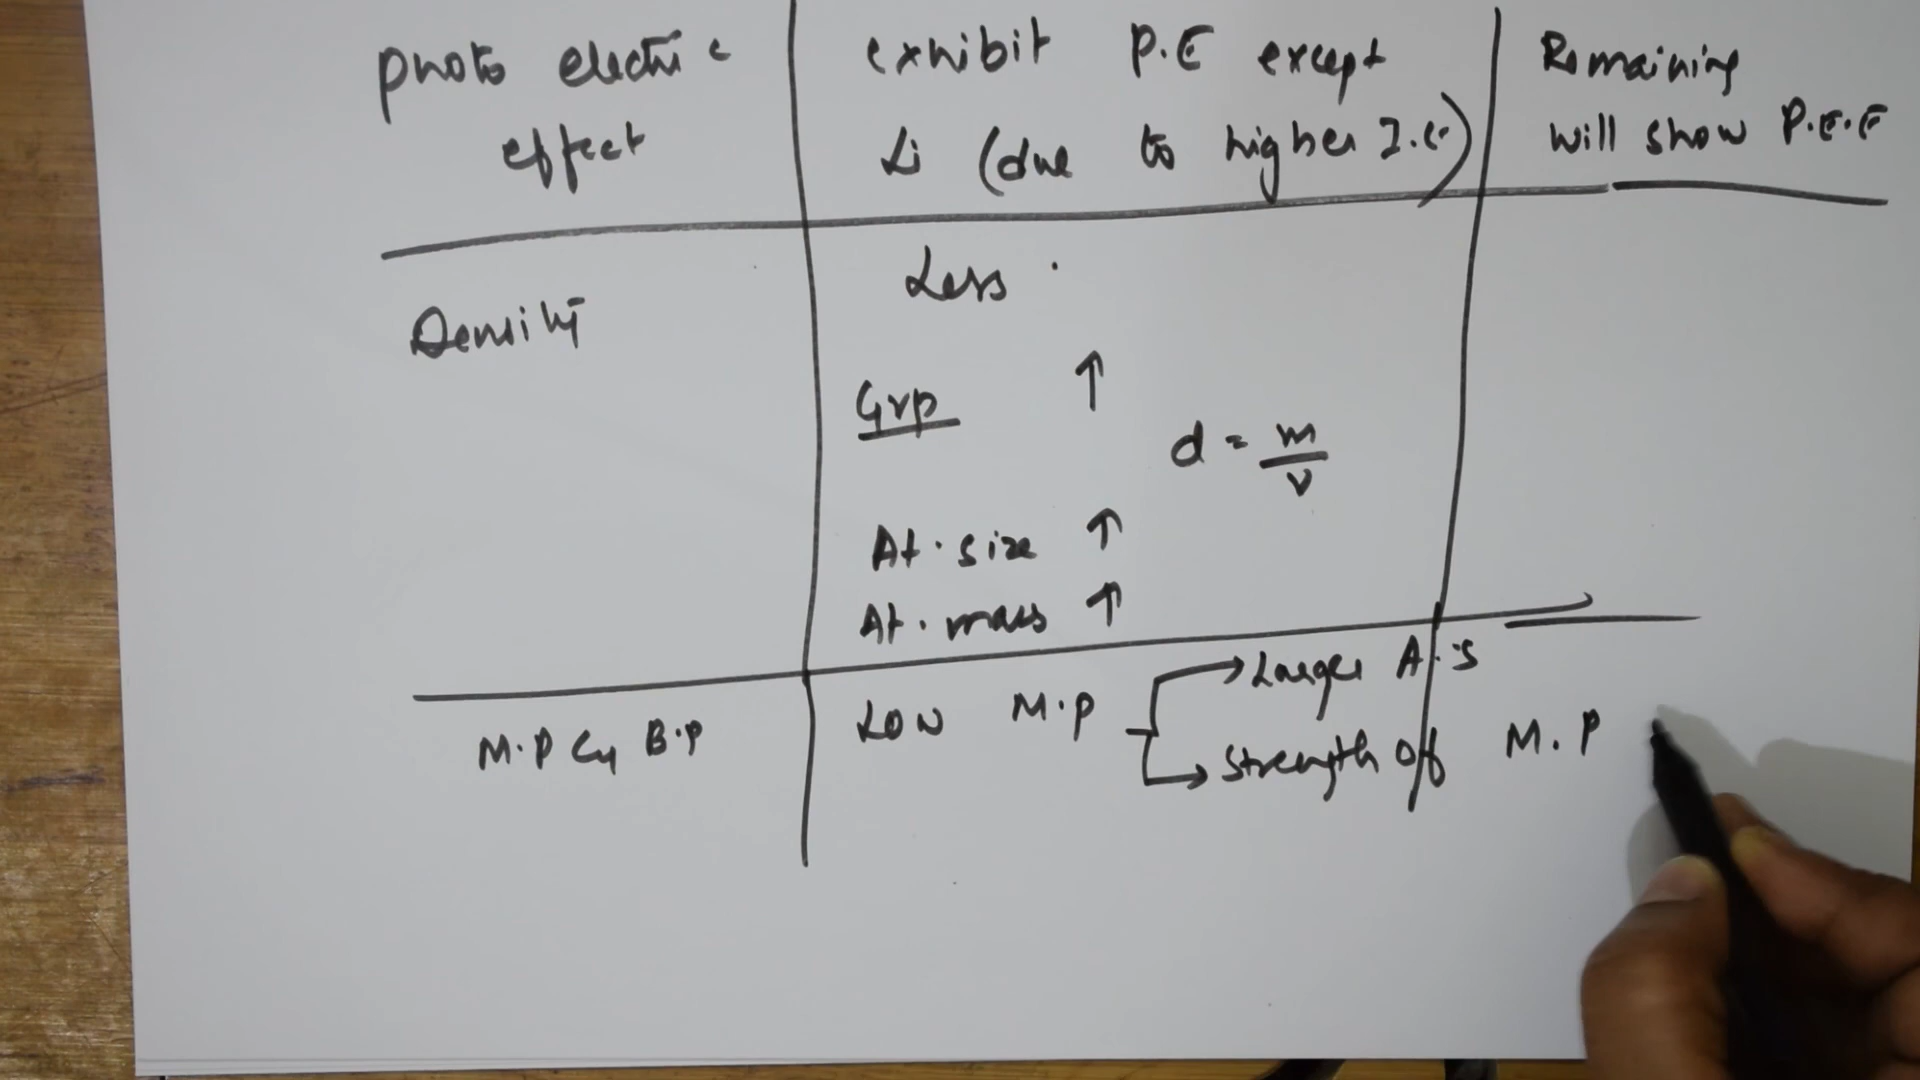 photo electric
effect
exhibit P.E except
Li (due to higher I.E)
Remaining
will show P.E.E
Density
Less
Grp ↑
d = m/v
At. size ↑
At. mass ↑
M.P & B.P
Low M.P → Larger A.S
→ Strength of
M.P